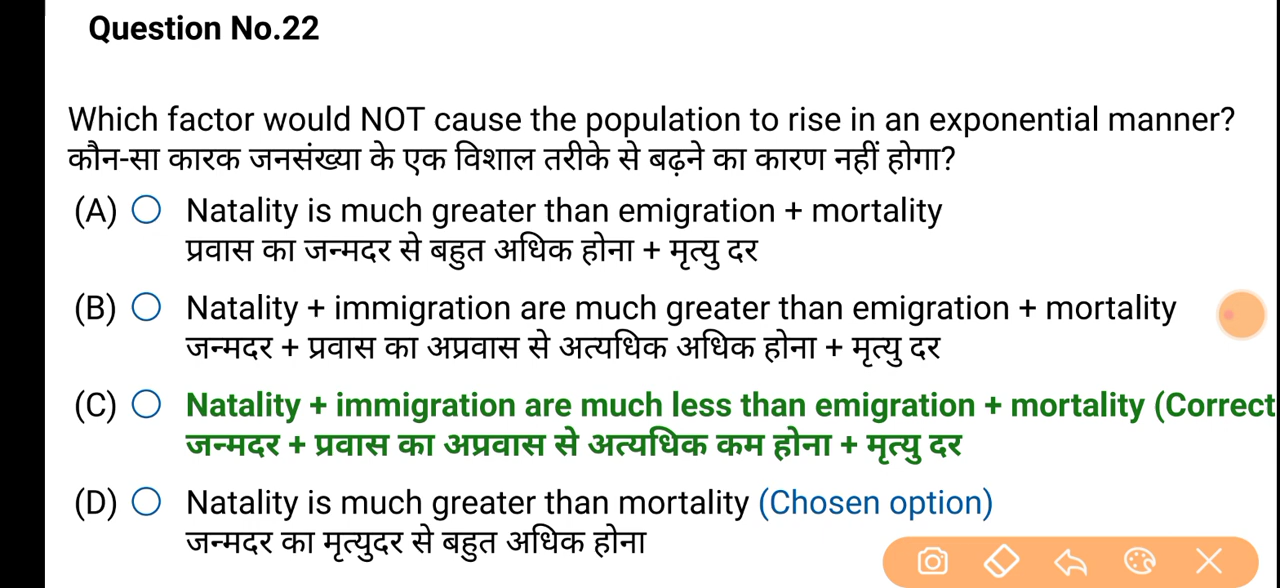 Question No.22
Which factor would NOT cause the population to rise in an exponential manner?
कौन-सा कारक जनसंख्या के एक विशाल तरीके से बढ़ने का कारण नहीं होगा?
(A) Natality is much greater than emigration + mortality
प्रवास का जन्मदर से बहुत अधिक होना + मृत्यु दर
(B) Natality + immigration are much greater than emigration + mortality
जन्मदर + प्रवास का अप्रवास से अत्यधिक अधिक होना + मृत्यु दर
(C) Natality + immigration are much less than emigration + mortality (Correct
जन्मदर + प्रवास का अप्रवास से अत्यधिक कम होना + मृत्यु दर
(D) Natality is much greater than mortality (Chosen option)
जन्मदर का मृत्युदर से बहुत अधिक होना